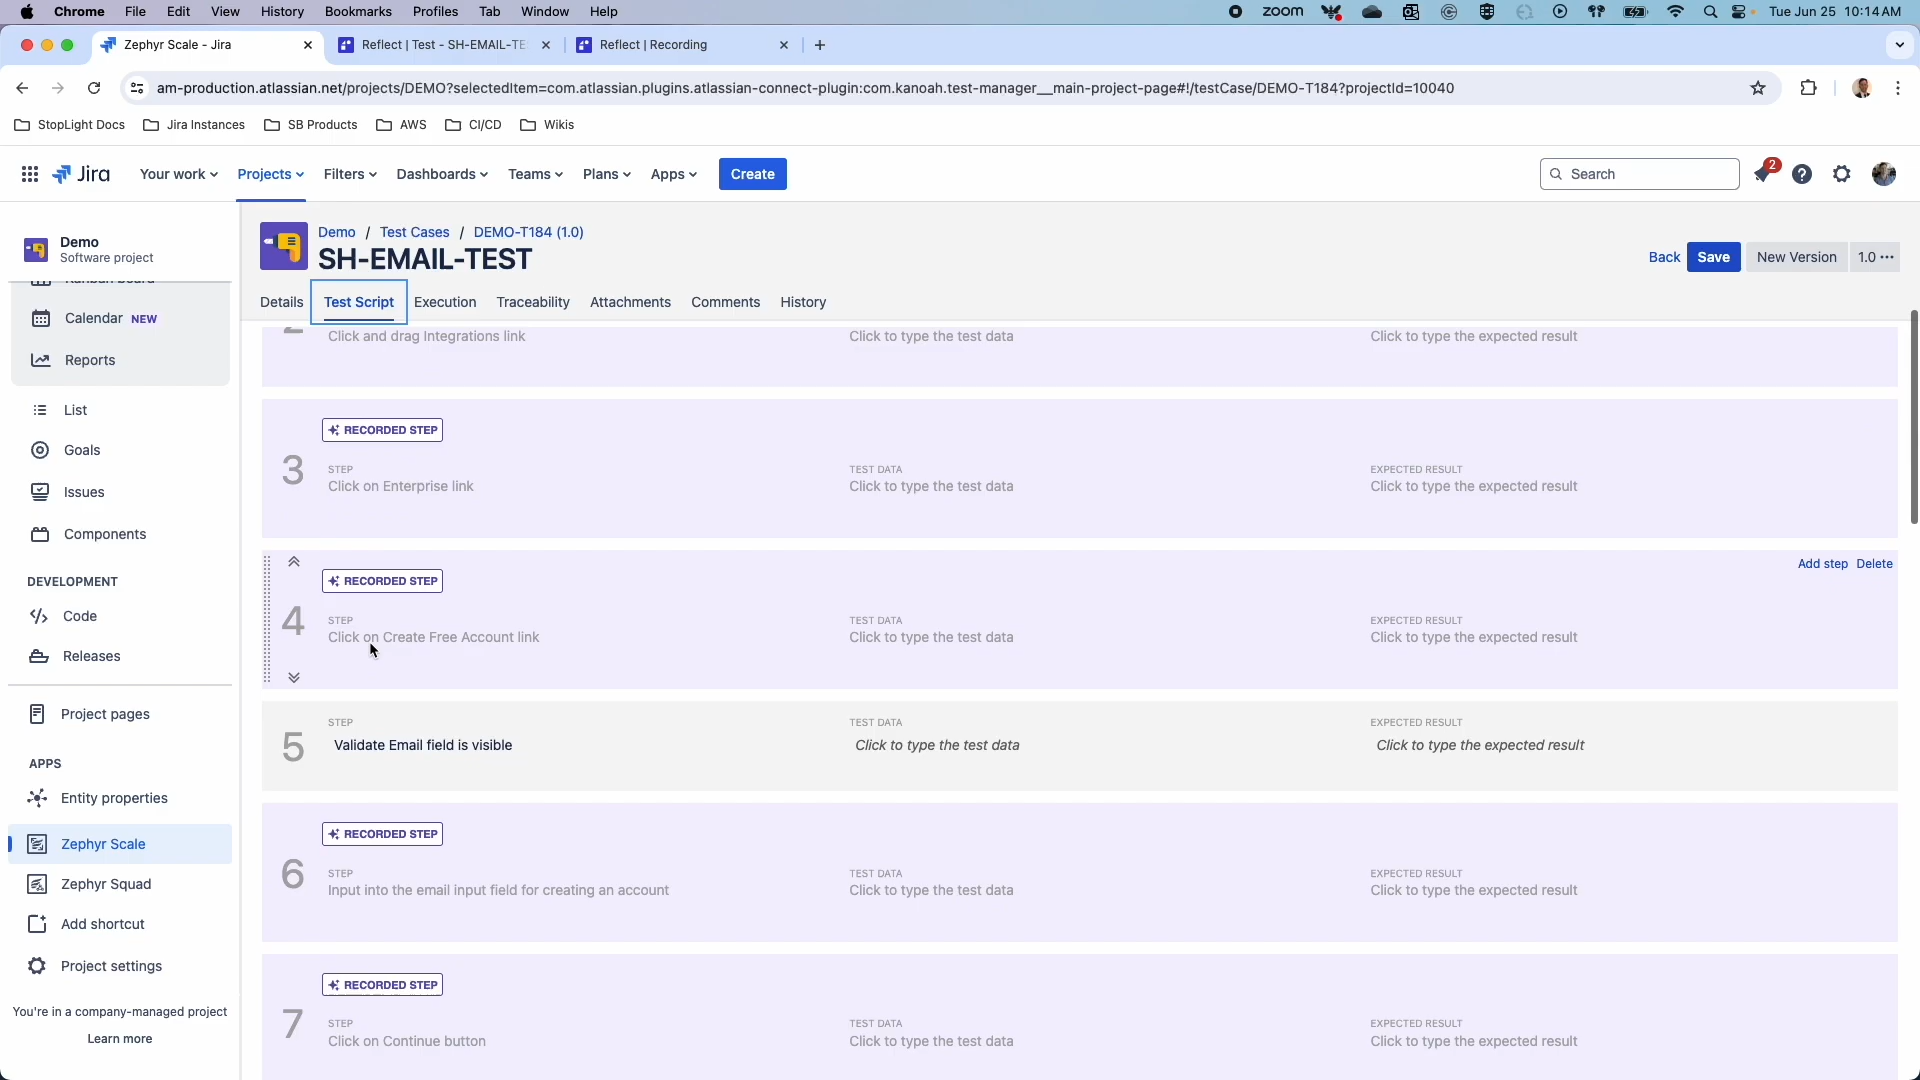 Chrome File Edit View History Bookmarks Profiles Tab Window Help zoom Tue Jun 25 10:14 AM
Zephyr Scale - Jira Reflect | Test - SH-EMAIL-TE Reflect | Recording
am-production.atlassian.net/projects/DEMO?selectedItem=com.atlassian.plugins.atlassian-connect-plugin:com.kanoah.test-manager__main-project-page#!/testCase/DEMO-T184?projectId=10040
StopLight Docs Jira Instances SB Products AWS CI/CD Wikis
Jira Your work Projects Filters Dashboards Teams Plans Apps Create Search 2
Demo
Software project
Kanban board
Calendar NEW
Reports
List
Goals
Issues
Components
DEVELOPMENT
Code
Releases
Project pages
APPS
Entity properties
Zephyr Scale
Zephyr Squad
Add shortcut
Project settings
You're in a company-managed project
Learn more
Demo / Test Cases / DEMO-T184 (1.0)
SH-EMAIL-TEST
Back Save New Version 1.0 ···
Details Test Script Execution Traceability Attachments Comments History
2
Click and drag Integrations link Click to type the test data Click to type the expected result
RECORDED STEP
3
STEP TEST DATA EXPECTED RESULT
Click on Enterprise link Click to type the test data Click to type the expected result
Add step Delete
RECORDED STEP
4
STEP TEST DATA EXPECTED RESULT
Click on Create Free Account link Click to type the test data Click to type the expected result
5
STEP TEST DATA EXPECTED RESULT
Validate Email field is visible Click to type the test data Click to type the expected result
RECORDED STEP
6
STEP TEST DATA EXPECTED RESULT
Input into the email input field for creating an account Click to type the test data Click to type the expected result
RECORDED STEP
7
STEP TEST DATA EXPECTED RESULT
Click on Continue button Click to type the test data Click to type the expected result